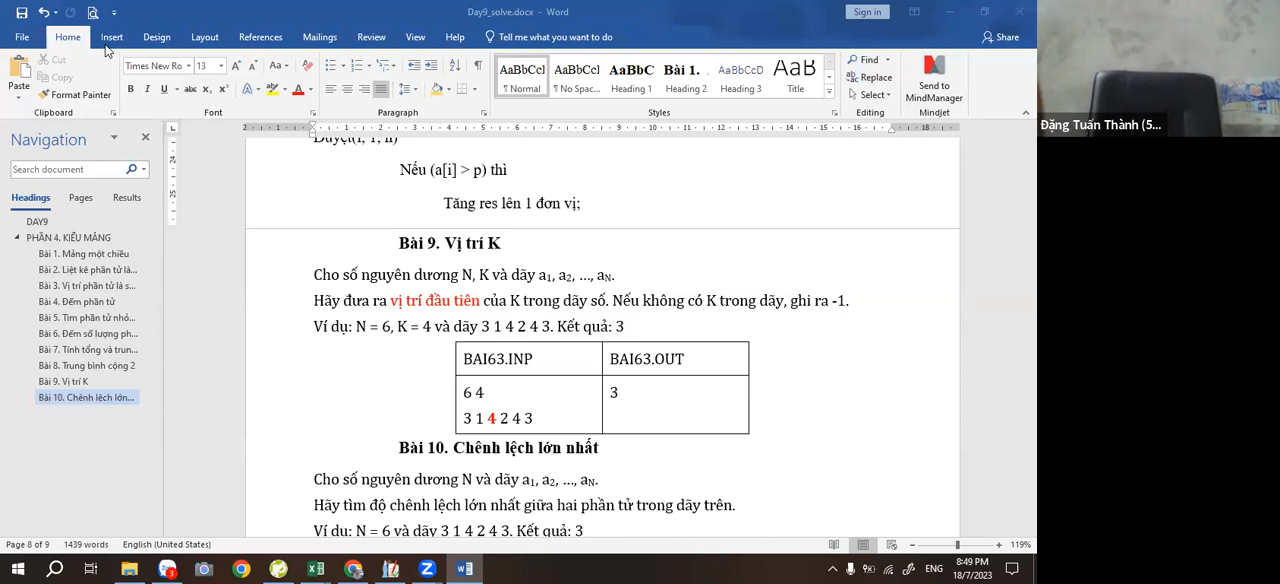 Day9_solve.docx - Word
Sign in
File Home Insert Design Layout References Mailings Review View Help Tell me what you want to do Share
Paste
Cut
Copy
Format Painter
Times New Ro 13
AaBbCcl AaBbCcl AaBbC Bài 1. AaBbCcD AaB
¶ Normal ¶ No Spac... Heading 1 Heading 2 Heading 3 Title
Find
Replace
Select
Send to
MindManager
Clipboard Font Paragraph Styles Editing Mindjet
Navigation
Search document
Headings Pages Results
DAY9
PHẦN 4. KIỂU MẢNG
Bài 1. Mảng một chiều
Bài 2. Liệt kê phần tử là...
Bài 3. Vị trí phần tử là s...
Bài 4. Đếm phần tử
Bài 5. Tìm phần tử nhỏ...
Bài 6. Đếm số lượng ph...
Bài 7. Tính tổng và trun...
Bài 8. Trung bình cộng 2
Bài 9. Vị trí K
Bài 10. Chênh lệch lớn...
Duyệt(i, 1, n)
Nếu (a[i] > p) thì
Tăng res lên 1 đơn vị;
Bài 9. Vị trí K
Cho số nguyên dương N, K và dãy a₁, a₂, ..., aN.
Hãy đưa ra vị trí đầu tiên của K trong dãy số. Nếu không có K trong dãy, ghi ra -1.
Ví dụ: N = 6, K = 4 và dãy 3 1 4 2 4 3. Kết quả: 3
BAI63.INP BAI63.OUT
6 4 3
3 1 4 2 4 3
Bài 10. Chênh lệch lớn nhất
Cho số nguyên dương N và dãy a₁, a₂, ..., aN.
Hãy tìm độ chênh lệch lớn nhất giữa hai phần tử trong dãy trên.
Ví dụ: N = 6 và dãy 3 1 4 2 4 3. Kết quả: 3
Page 8 of 9 1439 words English (United States) 119%
ENG 8:49 PM
18/7/2023
Đặng Tuấn Thành (5...